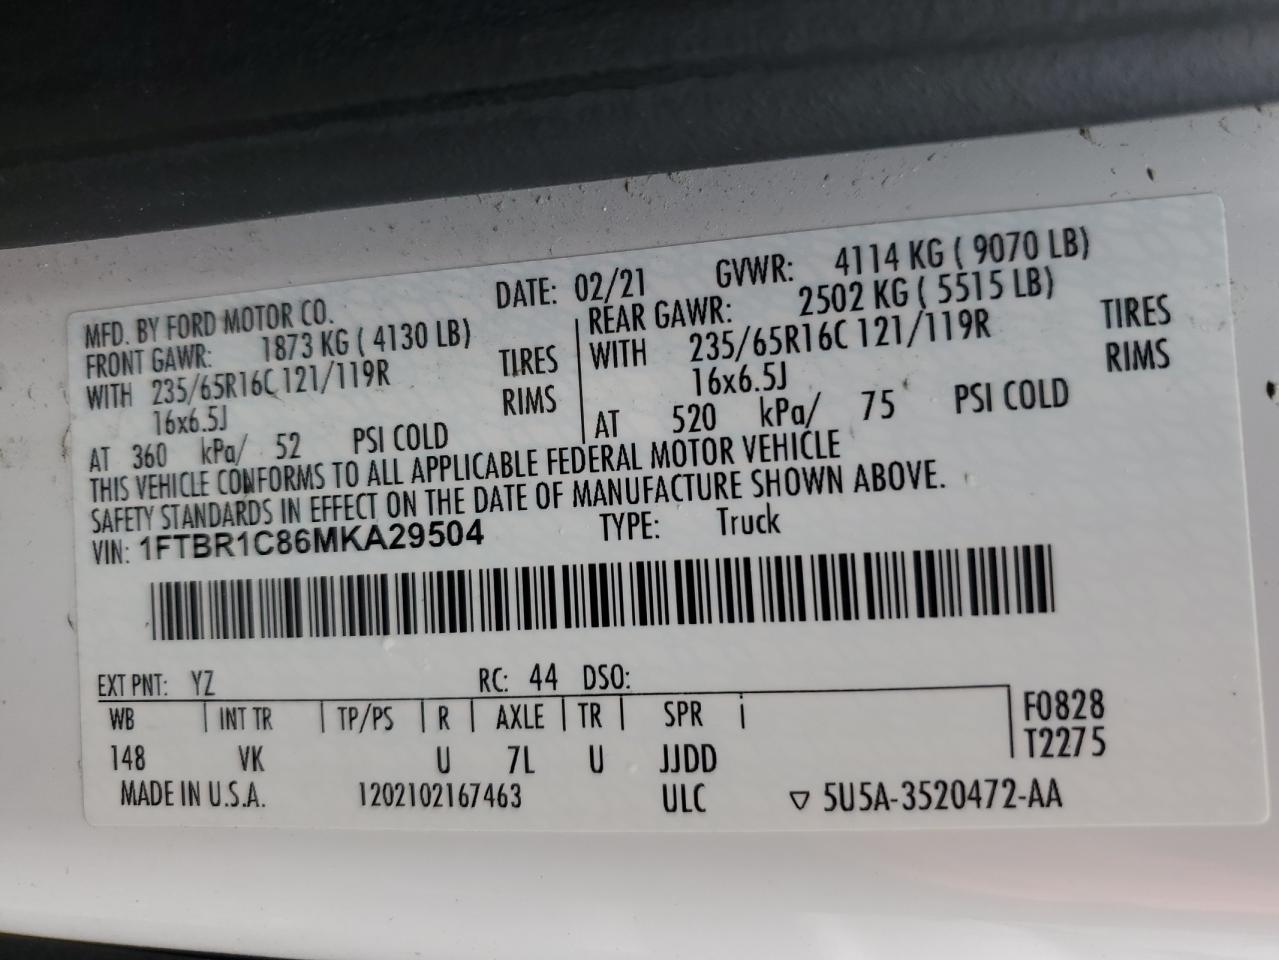 MFD. BY FORD MOTOR CO. DATE: 02/21 GVWR: 4114 KG ( 9070 LB)
FRONT GAWR: 1873 KG ( 4130 LB) REAR GAWR: 2502 KG ( 5515 LB)
WITH 235/65R16C 121/119R TIRES WITH 235/65R16C 121/119R TIRES
16x6.5J RIMS 16x6.5J RIMS
AT 360 kPa/ 52 PSI COLD AT 520 kPa/ 75 PSI COLD
THIS VEHICLE CONFORMS TO ALL APPLICABLE FEDERAL MOTOR VEHICLE
SAFETY STANDARDS IN EFFECT ON THE DATE OF MANUFACTURE SHOWN ABOVE.
VIN: 1FTBR1C86MKA29504 TYPE: Truck
EXT PNT: YZ RC: 44 DSO:
WB INT TR TP/PS R AXLE TR SPR F0828
148 VK U 7L U JJDD T2275
MADE IN U.S.A. 1202102167463 ULC ▽ 5U5A-3520472-AA